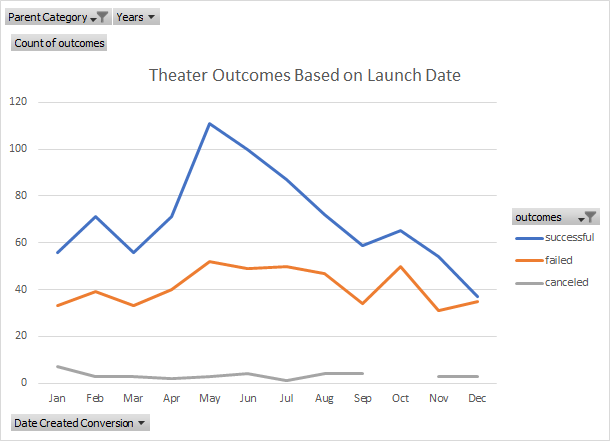 Parent Category Years
Count of outcomes
Theater Outcomes Based on Launch Date
120
100
80
60
40
20
0
Jan Feb Mar Apr May Jun Jul Aug Sep Oct Nov Dec
outcomes
successful
failed
canceled
Date Created Conversion